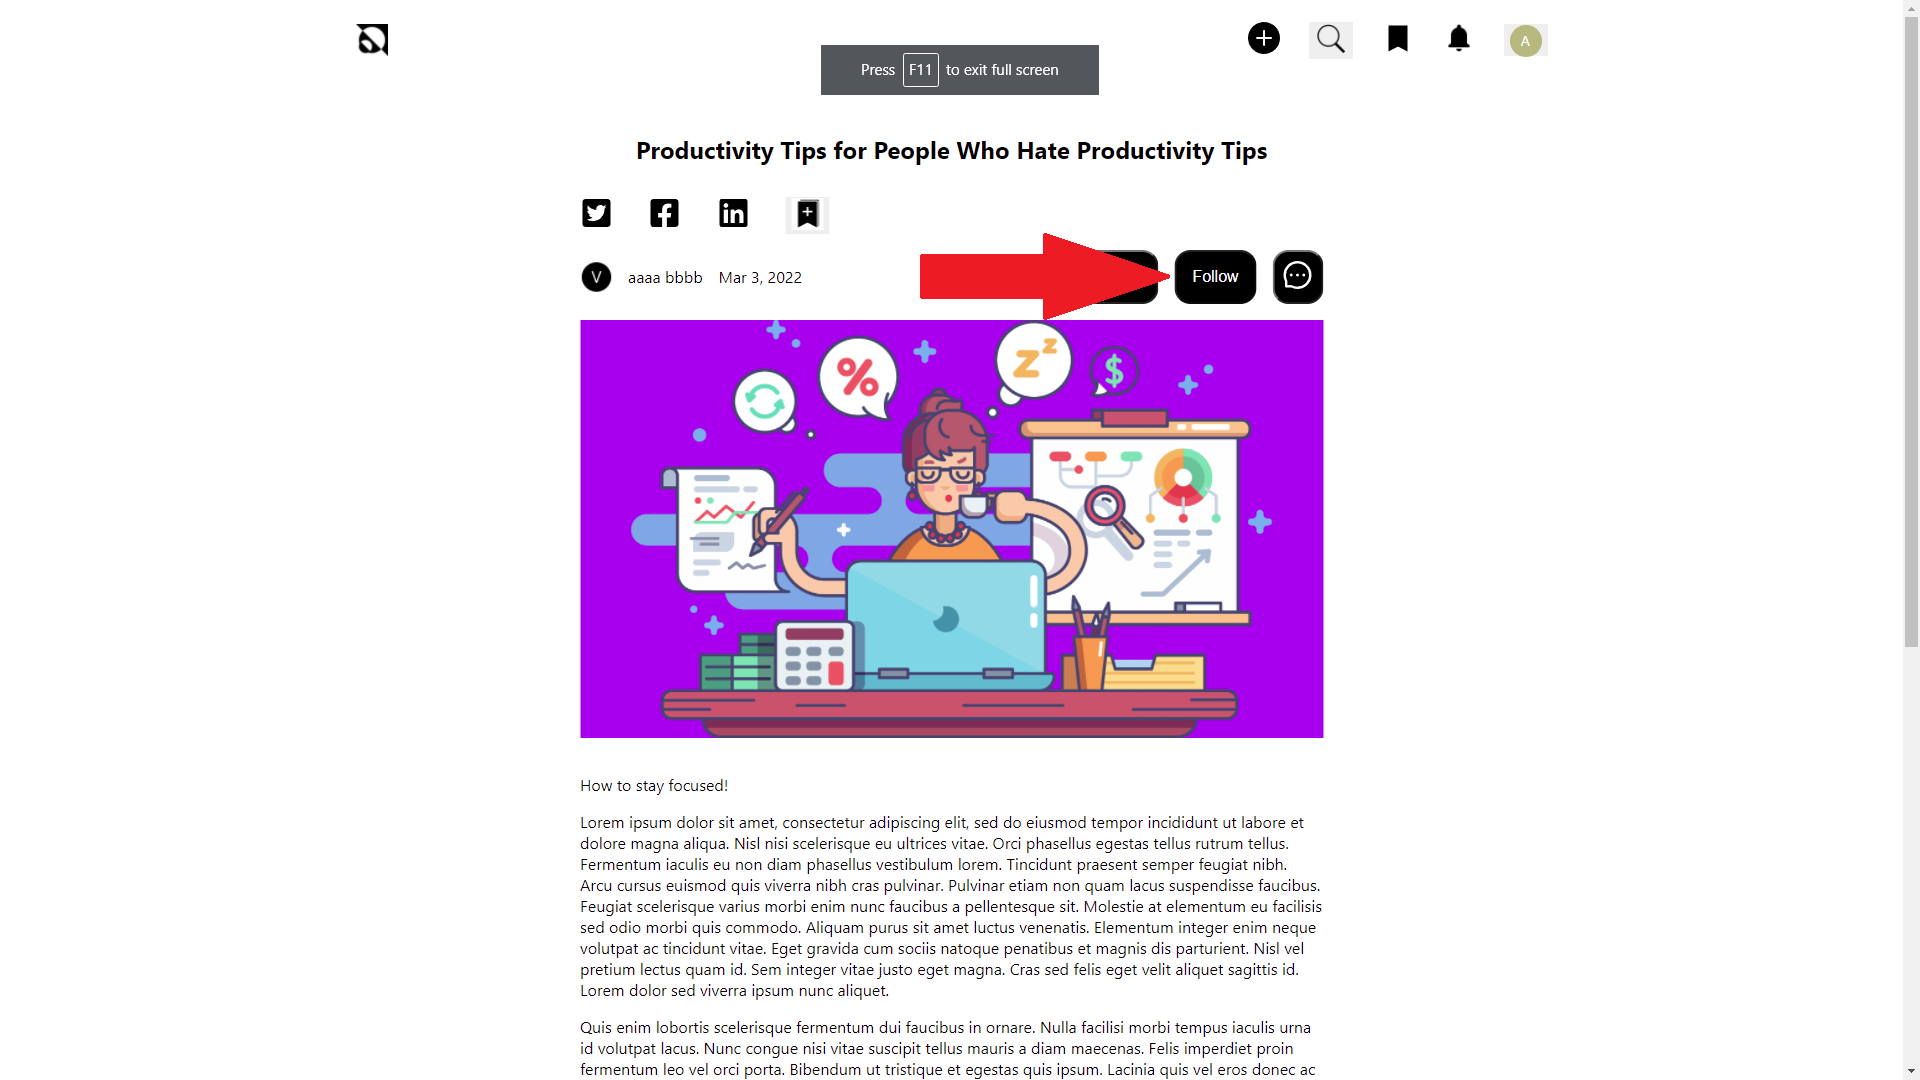 A
Press F11 to exit full screen
Productivity Tips for People Who Hate Productivity Tips
V aaaa bbbb Mar 3, 2022 Follow
% z z $
How to stay focused!
Lorem ipsum dolor sit amet, consectetur adipiscing elit, sed do eiusmod tempor incididunt ut labore et
dolore magna aliqua. Nisl nisi scelerisque eu ultrices vitae. Orci phasellus egestas tellus rutrum tellus.
Fermentum iaculis eu non diam phasellus vestibulum lorem. Tincidunt praesent semper feugiat nibh.
Arcu cursus euismod quis viverra nibh cras pulvinar. Pulvinar etiam non quam lacus suspendisse faucibus.
Feugiat scelerisque varius morbi enim nunc faucibus a pellentesque sit. Molestie at elementum eu facilisis
sed odio morbi quis commodo. Aliquam purus sit amet luctus venenatis. Elementum integer enim neque
volutpat ac tincidunt vitae. Eget gravida cum sociis natoque penatibus et magnis dis parturient. Nisl vel
pretium lectus quam id. Sem integer vitae justo eget magna. Cras sed felis eget velit aliquet sagittis id.
Lorem dolor sed viverra ipsum nunc aliquet.
Quis enim lobortis scelerisque fermentum dui faucibus in ornare. Nulla facilisi morbi tempus iaculis urna
id volutpat lacus. Nunc congue nisi vitae suscipit tellus mauris a diam maecenas. Felis imperdiet proin
fermentum leo vel orci porta. Bibendum ut tristique et egestas quis ipsum. Lacinia quis vel eros donec ac